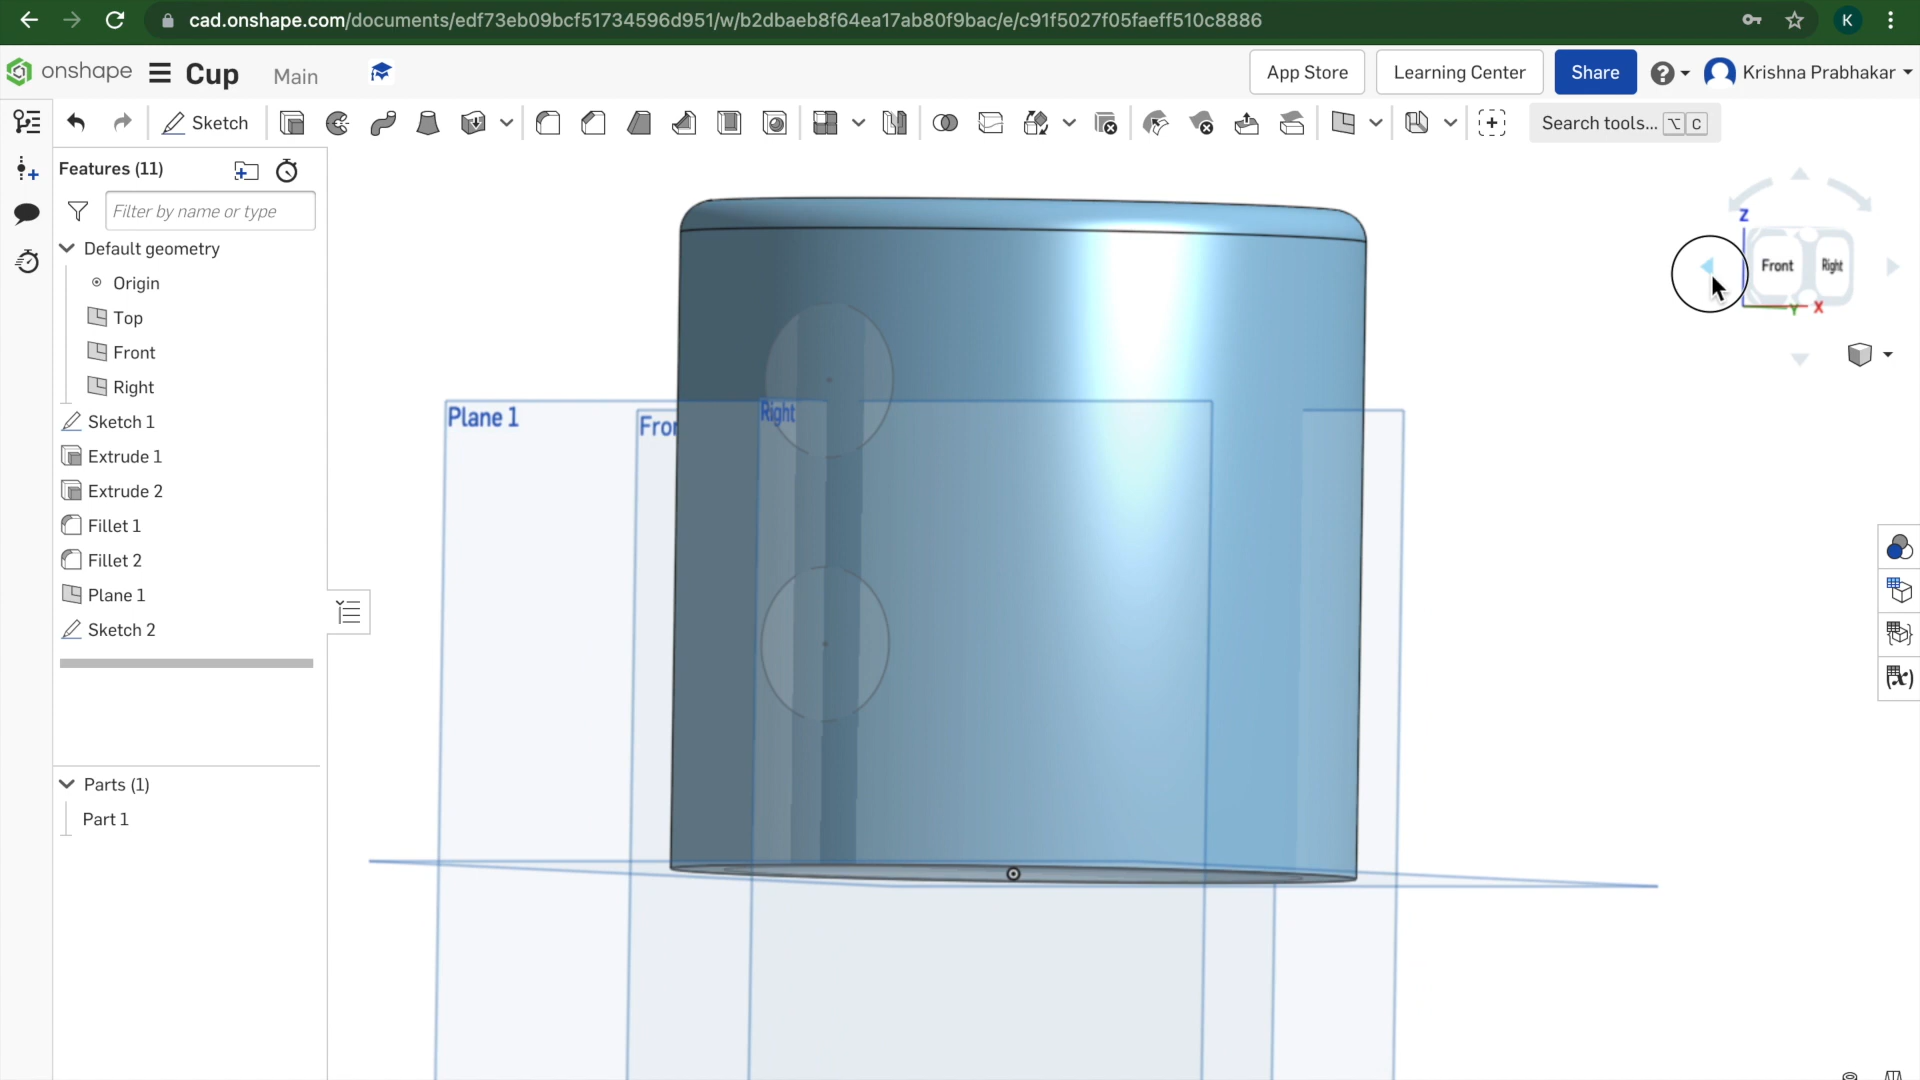 cad.onshape.com/documents/edf73eb09bcf51734596d951/w/b2dbaeb8f64ea17ab80f9bac/e/c91f5027f05faeff510c8886
K
onshape
Cup
Main
App Store
Learning Center
Share
Krishna Prabhakar
Sketch
Search tools... ⌥ C
Features (11)
Filter by name or type
Default geometry
Origin
Top
Front
Right
Sketch 1
Extrude 1
Extrude 2
Fillet 1
Fillet 2
Plane 1
Sketch 2
Parts (1)
Part 1
Plane 1
Fror
Right
Z
Front
Right
Y
X
(x)